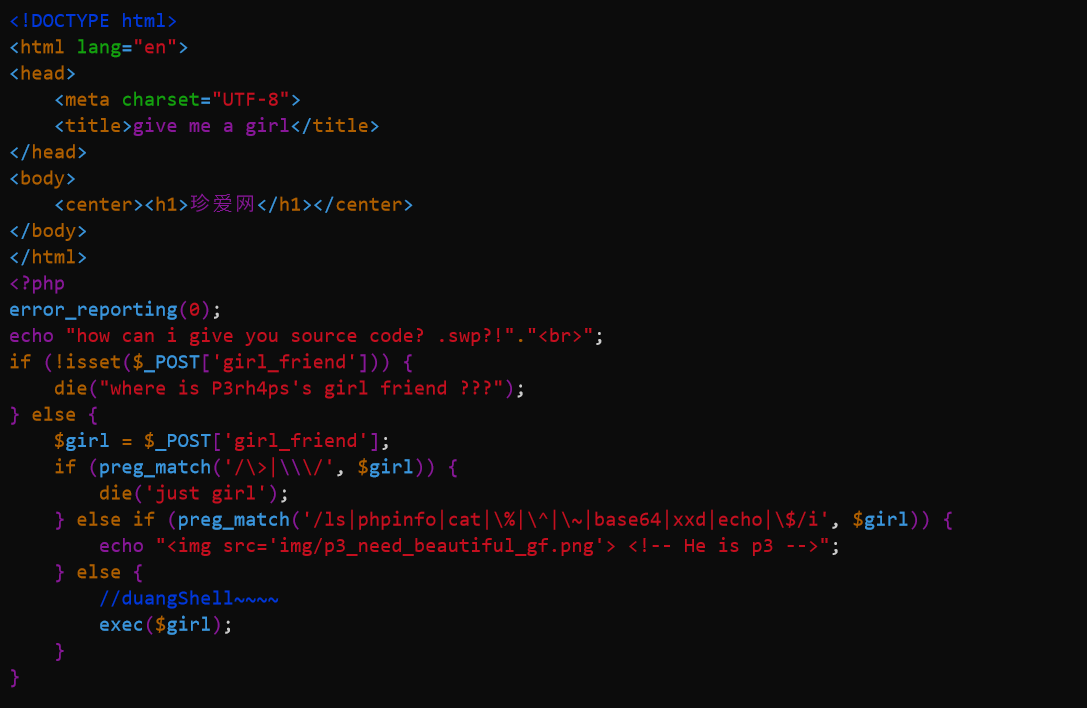 <!DOCTYPE html>
<html lang="en">
<head>
    <meta charset="UTF-8">
    <title>give me a girl</title>
</head>
<body>
    <center><h1>珍爱网</h1></center>
</body>
</html>
<?php
error_reporting(0);
echo "how can i give you source code? .swp?!"."<br>";
if (!isset($_POST['girl_friend'])) {
    die("where is P3rh4ps's girl friend ???");
} else {
    $girl = $_POST['girl_friend'];
    if (preg_match('/\>|\\\/', $girl)) {
        die('just girl');
    } else if (preg_match('/ls|phpinfo|cat|\%|\^|\~|base64|xxd|echo|\$/i', $girl)) {
        echo "<img src='img/p3_need_beautiful_gf.png'> <!-- He is p3 -->";
    } else {
        //duangShell~~~~
        exec($girl);
    }
}